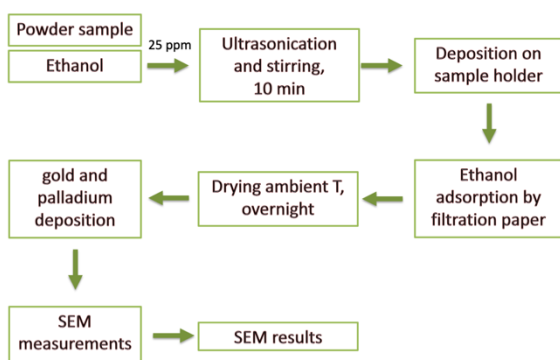 Powder sample
Ethanol
25 ppm
Ultrasonication
and stirring,
10 min
Deposition on
sample holder
Ethanol
adsorption by
filtration paper
Drying ambient T,
overnight
gold and
palladium
deposition
SEM
measurements
SEM results